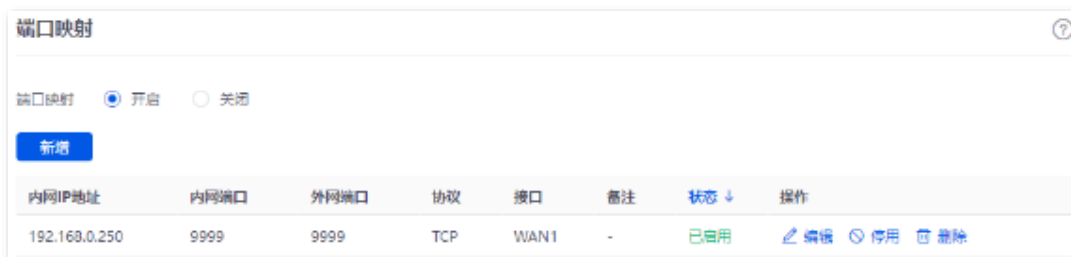 端口映射
端口映射 开启 关闭
新增
内网IP地址 内网端口 外网端口 协议 接口 备注 状态 ↓ 操作
192.168.0.250 9999 9999 TCP WAN1 - 已启用 编辑 停用 删除